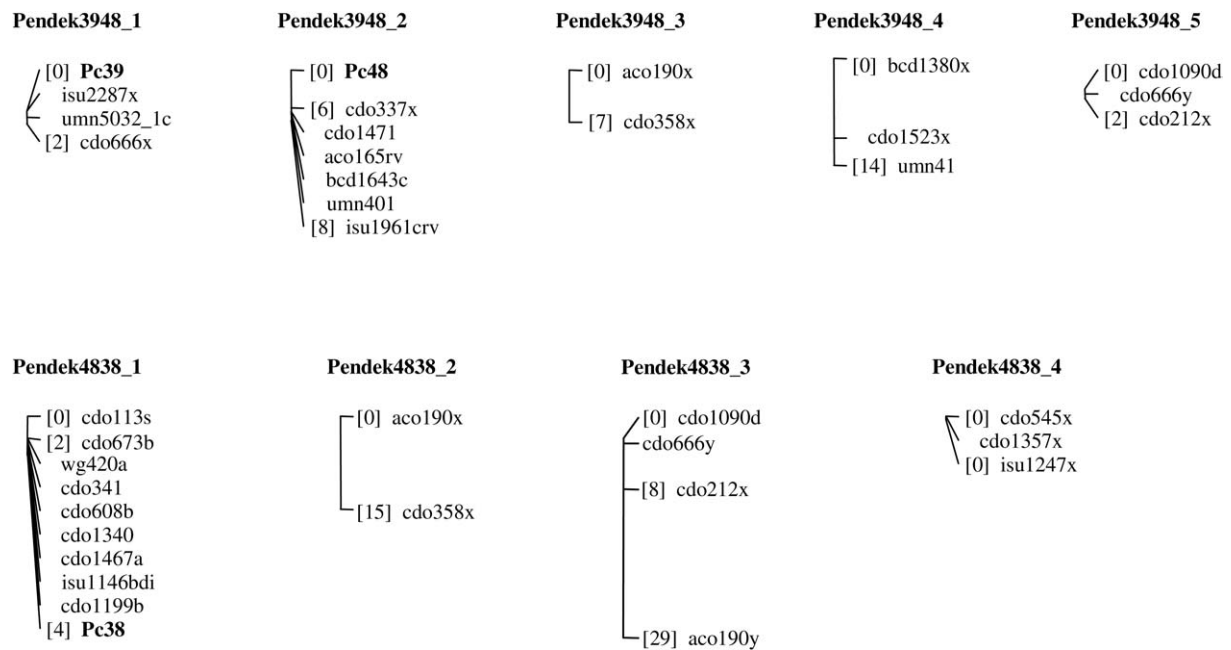 Pendek3948_1
[0] Pc39
isu2287x
umn5032_1c
[2] cdo666x
Pendek3948_2
[0] Pc48
[6] cdo337x
cdo1471
aco165rv
bcd1643c
umn401
[8] isu1961crv
Pendek3948_3
[0] aco190x
[7] cdo358x
Pendek3948_4
[0] bcd1380x
cdo1523x
[14] umn41
Pendek3948_5
[0] cdo1090d
cdo666y
[2] cdo212x
Pendek4838_1
[0] cdo113s
[2] cdo673b
wg420a
cdo341
cdo608b
cdo1340
cdo1467a
isu1146bdi
cdo1199b
[4] Pc38
Pendek4838_2
[0] aco190x
[15] cdo358x
Pendek4838_3
[0] cdo1090d
cdo666y
[8] cdo212x
[29] aco190y
Pendek4838_4
[0] cdo545x
cdo1357x
[0] isu1247x